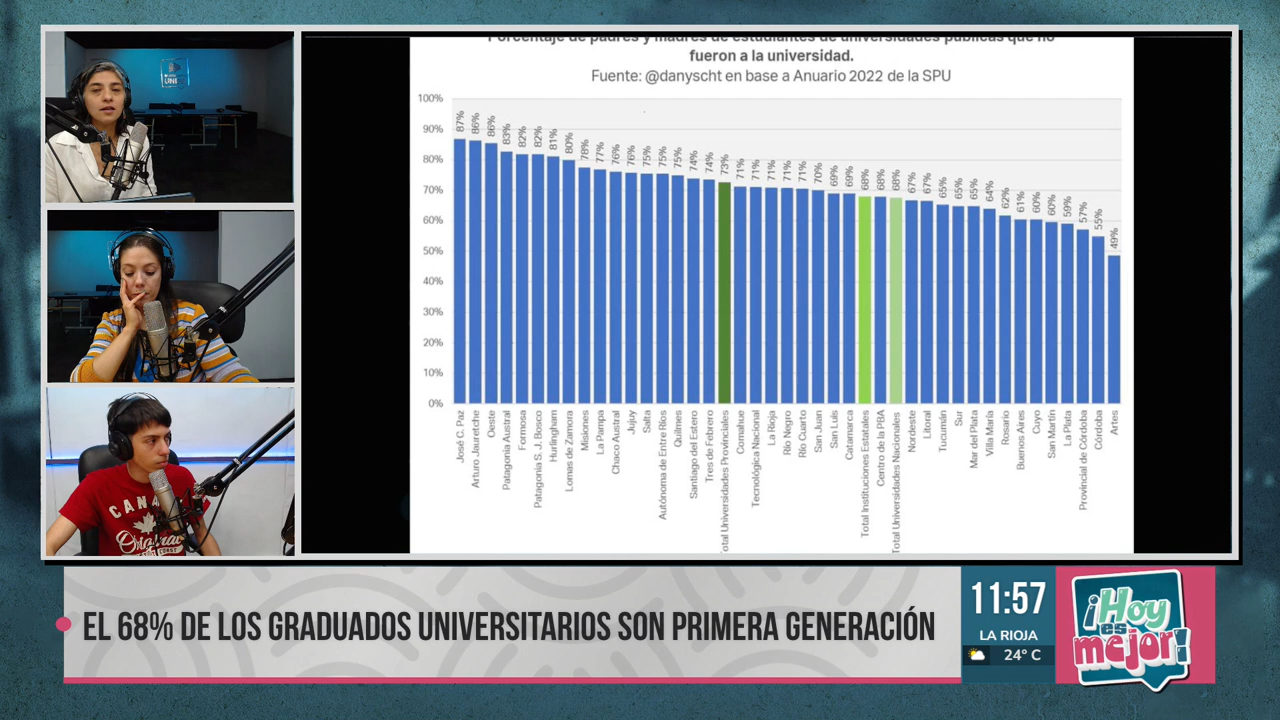 Porcentaje de padres y madres de estudiantes de universidades públicas que no
fueron a la universidad.
Fuente: @danyscht en base a Anuario 2022 de la SPU
100%
90%
80%
70%
60%
50%
40%
30%
20%
10%
0%
87%
86%
86%
83%
82%
82%
81%
80%
78%
77%
76%
76%
75%
75%
75%
74%
74%
73%
71%
71%
71%
71%
71%
70%
69%
69%
68%
68%
68%
67%
67%
65%
65%
65%
64%
62%
61%
60%
60%
59%
57%
55%
49%
José C. Paz
Arturo Jauretche
Oeste
Patagonia Austral
Formosa
Patagonia S. J. Bosco
Hurlingham
Lomas de Zamora
Misiones
La Pampa
Chaco Austral
Jujuy
Salta
Autónoma de Entre Ríos
Quilmes
Santiago del Estero
Tres de Febrero
Total Universidades Provinciales
Comahue
Tecnológica Nacional
La Rioja
Río Negro
Río Cuarto
San Juan
San Luis
Catamarca
Total Instituciones Estatales
Centro de la PBA
Total Universidades Nacionales
Nordeste
Litoral
Tucumán
Sur
Mar del Plata
Villa María
Rosario
Buenos Aires
Cuyo
San Martín
La Plata
Provincial de Córdoba
Córdoba
Artes
CANADA
Original
EL 68% DE LOS GRADUADOS UNIVERSITARIOS SON PRIMERA GENERACIÓN
11:57
LA RIOJA
24° C
¡Hoy
es
mejor!